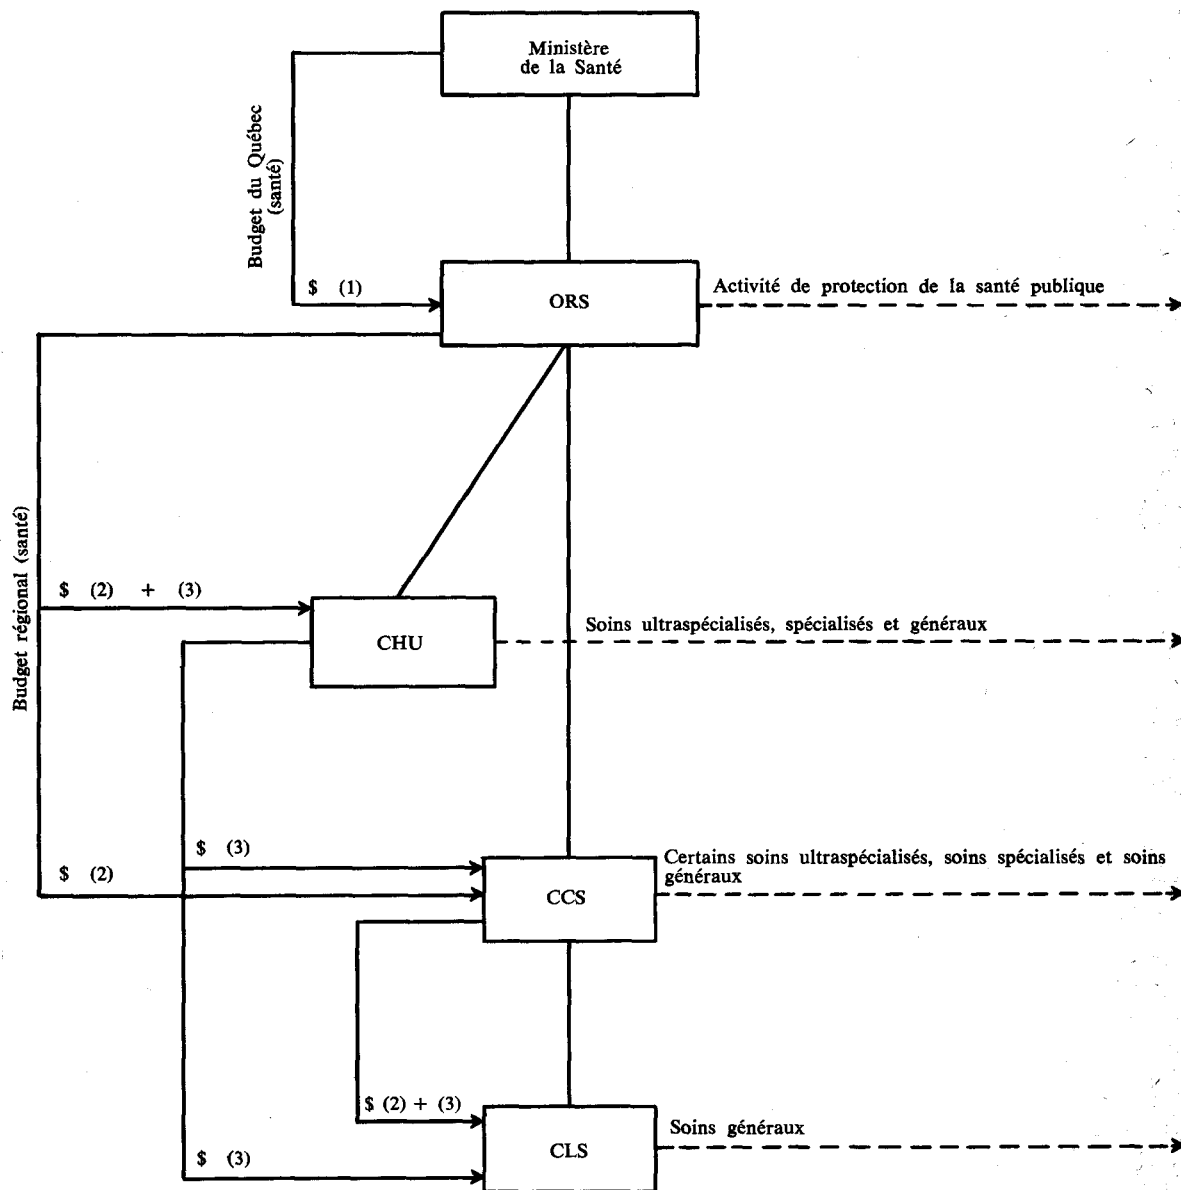 Ministère
de la Santé
Budget du Québec
(santé)
$ (1)
ORS
Activité de protection de la santé publique
Budget régional (santé)
$ (2) + (3)
CHU
Soins ultraspécialisés, spécialisés et généraux
$ (3)
$ (2)
CCS
Certains soins ultraspécialisés, soins spécialisés et soins
généraux
$ (2) + (3)
$ (3)
CLS
Soins généraux